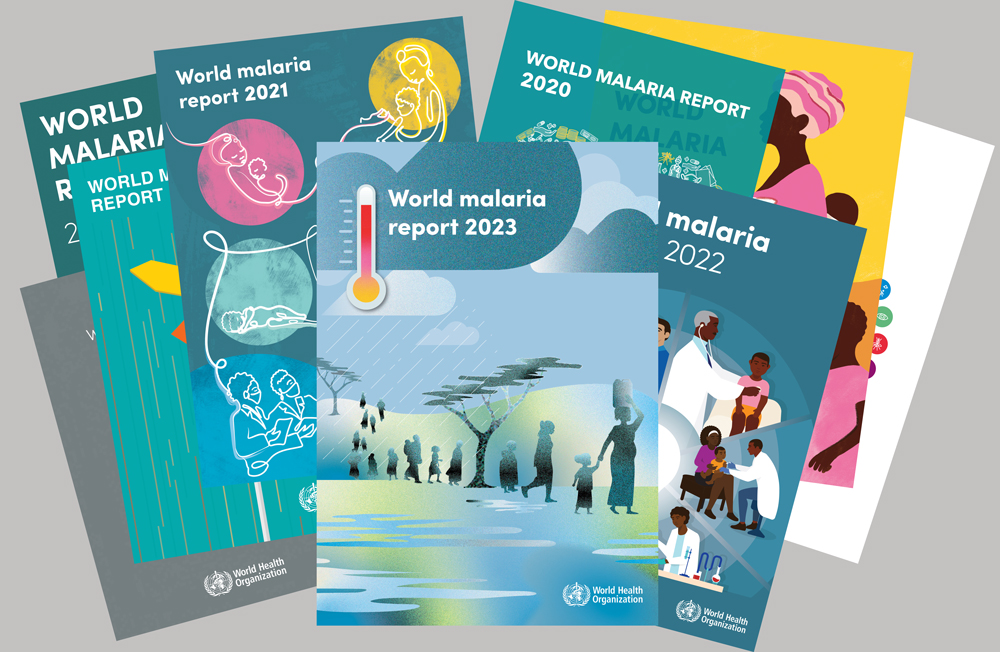 WORLD
MALARIA
R
2
WORLD M
REPORT
W
World Health
Organization
World malaria
report 2021
World malaria
report 2023
World Health
Organization
WORLD MALARIA REPORT
2020
WORLD
MALARIA
malaria
2022
World Health
Organization